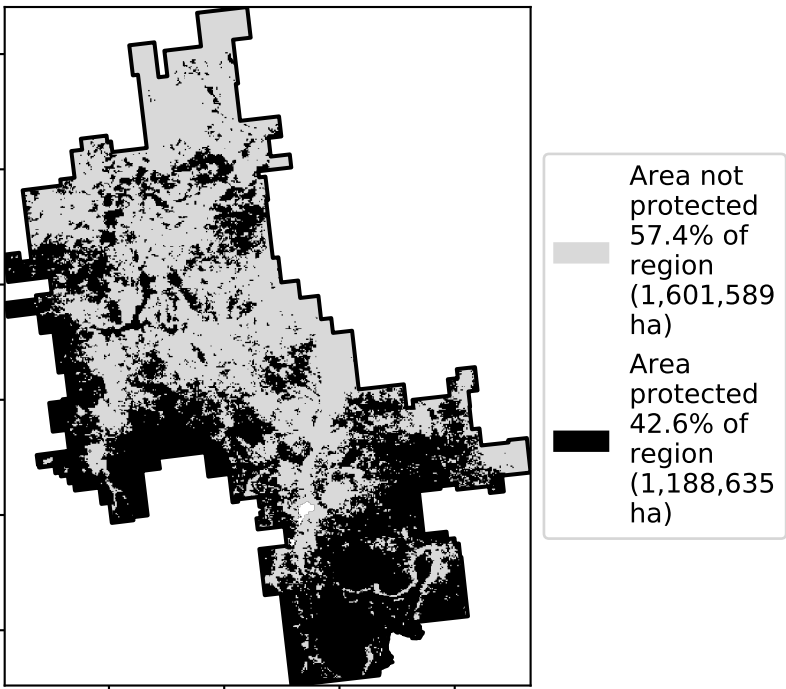 Area not
protected
57.4% of
region
(1,601,589
ha)
Area
protected
42.6% of
region
(1,188,635
ha)